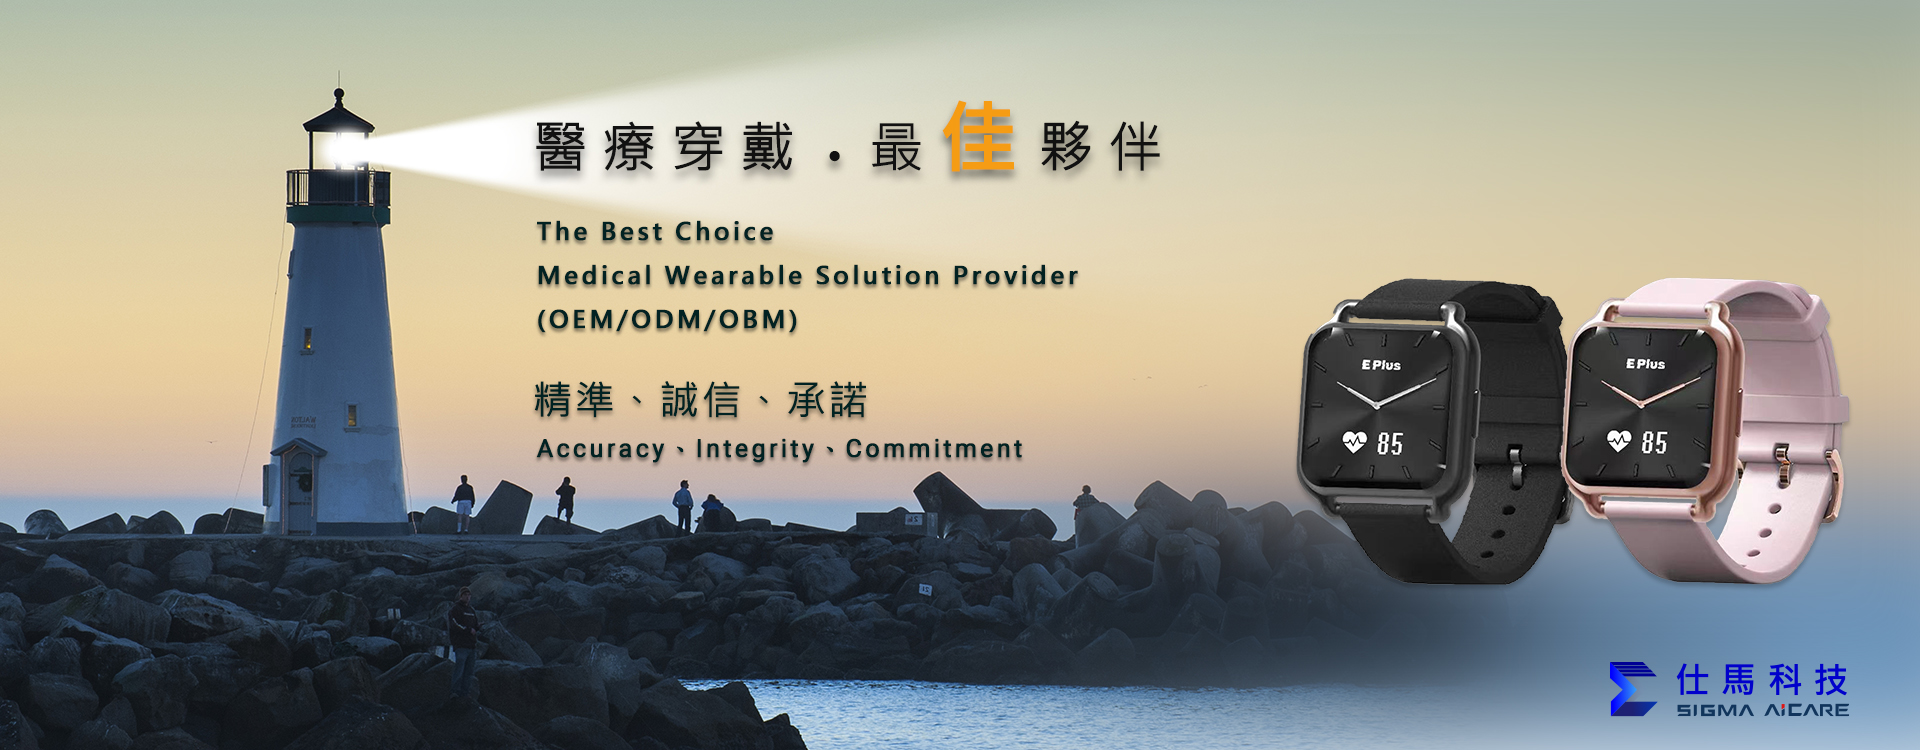 醫療穿戴．最佳夥伴
The Best Choice
Medical Wearable Solution Provider
(OEM/ODM/OBM)
精準、誠信、承諾
Accuracy、Integrity、Commitment
E Plus
85
E Plus
85
仕馬科技
SIGMA AiCARE